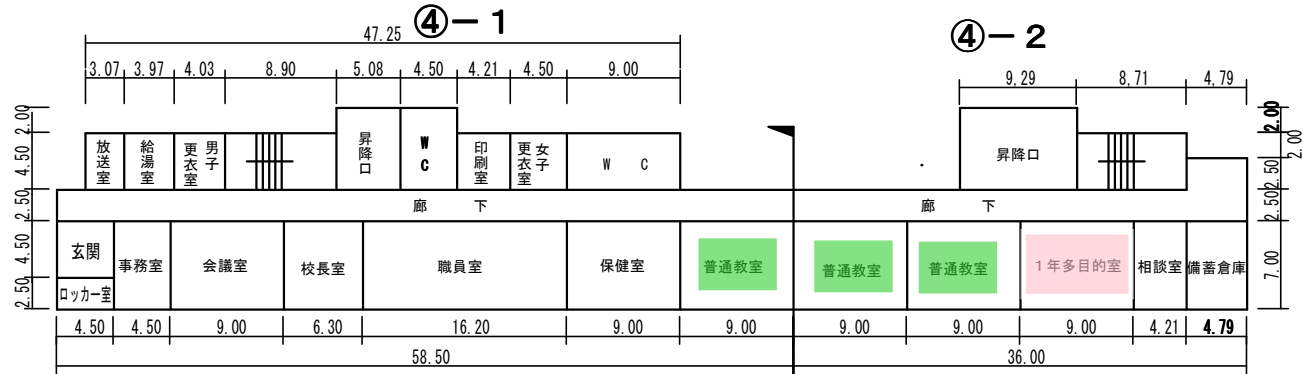 ④－１
④－２
47.25
3.07 3.97 4.03 8.90 5.08 4.50 4.21 4.50 9.00
9.29 8.71 4.79
2.00
4.50
2.50
4.50
2.50
放送室
給湯室
男子更衣室
昇降口
WC
印刷室
女子更衣室
WC
昇降口
2.00
2.00
2.50
2.50
7.00
廊下
廊下
玄関
ロッカー室
事務室
会議室
校長室
職員室
保健室
普通教室
普通教室
普通教室
1年多目的室
相談室
備蓄倉庫
4.50 4.50 9.00 6.30 16.20 9.00 9.00 9.00 9.00 9.00 4.21 4.79
58.50 36.00